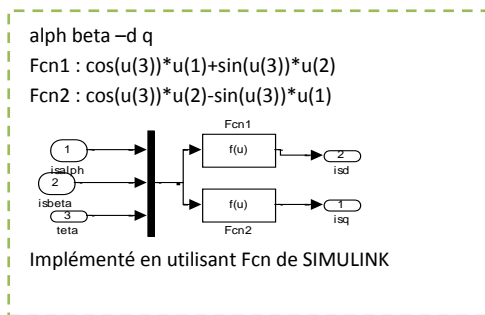 alph beta –d q
Fcn1 : cos(u(3))*u(1)+sin(u(3))*u(2)
Fcn2 : cos(u(3))*u(2)-sin(u(3))*u(1)
Fcn1
1
f(u)
2
isalph
isd
2
isbeta
f(u)
1
3
teta
isq
Fcn2
Implémenté en utilisant Fcn de SIMULINK